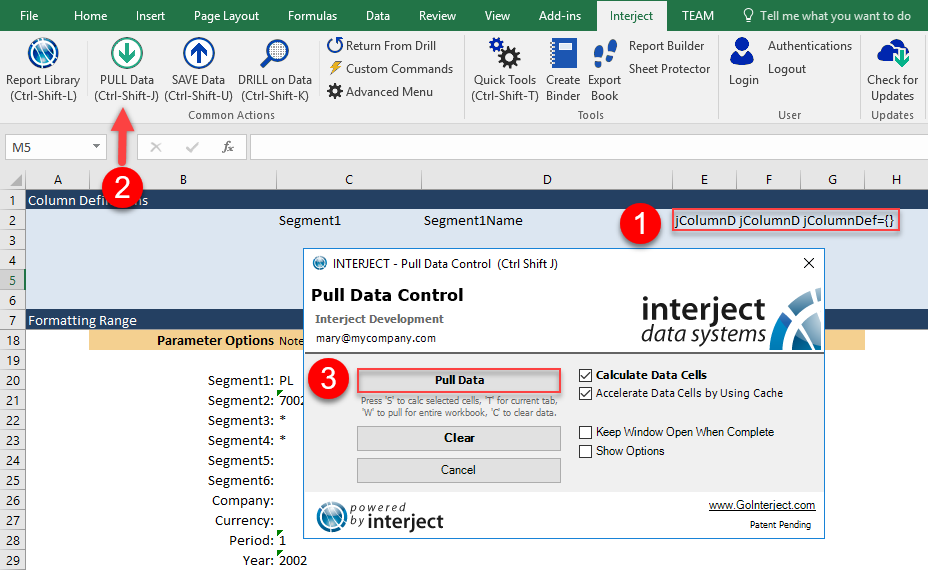 File Home Insert Page Layout Formulas Data Review View Add-ins Interject TEAM Tell me what you want to do
Report Library
(Ctrl-Shift-L)
PULL Data
(Ctrl-Shift-J)
SAVE Data
(Ctrl-Shift-U)
DRILL on Data
(Ctrl-Shift-K)
Return From Drill
Custom Commands
Advanced Menu
Common Actions
Quick Tools
(Ctrl-Shift-T)
Create
Binder
Export
Book
Report Builder
Sheet Protector
Tools
Login
Authentications
Logout
User
Check for
Updates
Updates
M5 fx
2
A B C D E F G H
1 Column Definitions
2 Segment1 Segment1Name 1 jColumnD jColumnD jColumnDef={}
3
4
5
6
7 Formatting Range
18 Parameter Options Note
19
20 Segment1: PL
21 Segment2: 7002
22 Segment3: *
23 Segment4: *
24 Segment5:
25 Segment6:
26 Company:
27 Currency:
28 Period: 1
29 Year: 2002
INTERJECT - Pull Data Control (Ctrl Shift J)
Pull Data Control
Interject Development
mary@mycompany.com
interject
data systems
3 Pull Data
Press 'S' to calc selected cells, 'T' for current tab,
'W' to pull for entire workbook, 'C' to clear data.
Clear
Cancel
Calculate Data Cells
Accelerate Data Cells by Using Cache
Keep Window Open When Complete
Show Options
powered
by interject
www.GoInterject.com
Patent Pending